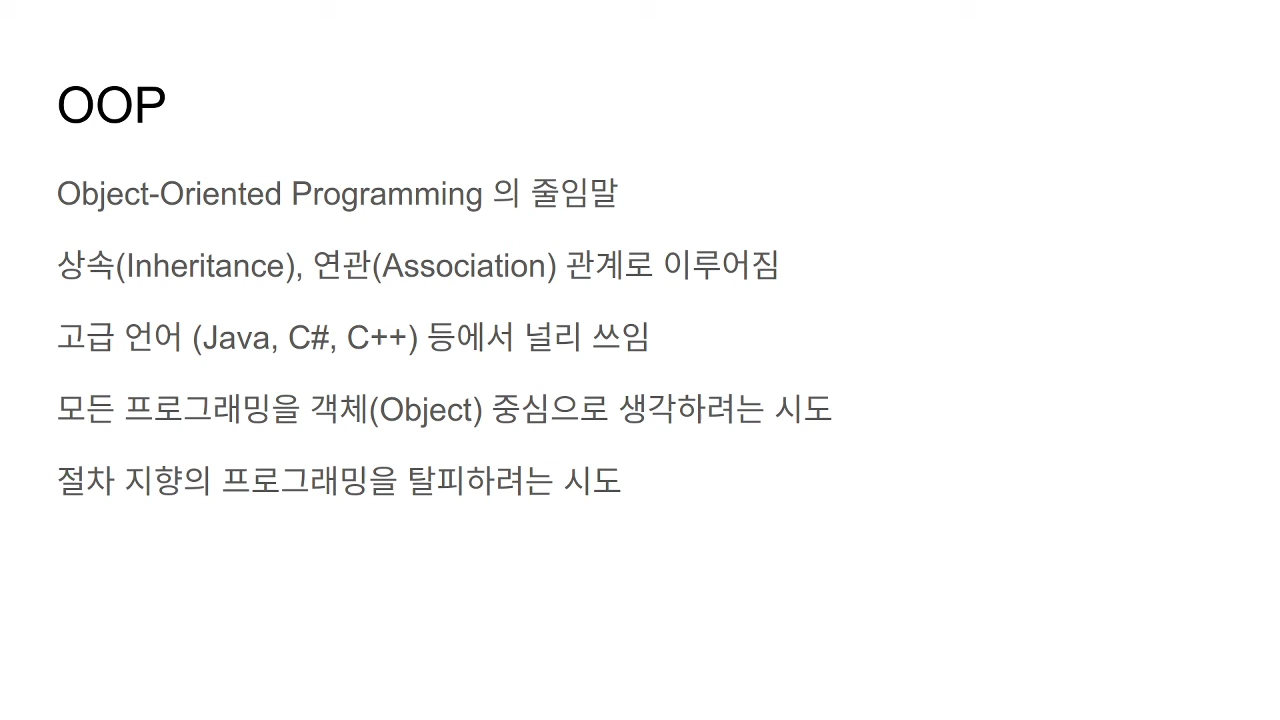 OOP
Object-Oriented Programming 의 줄임말
상속(Inheritance), 연관(Association) 관계로 이루어짐
고급 언어 (Java, C#, C++) 등에서 널리 쓰임
모든 프로그래밍을 객체(Object) 중심으로 생각하려는 시도
절차 지향의 프로그래밍을 탈피하려는 시도